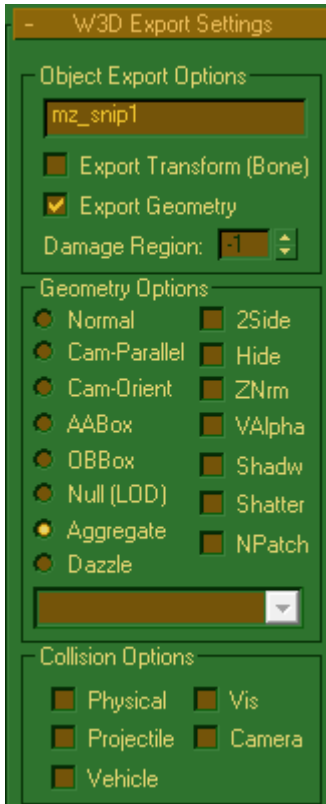 - W3D Export Settings
Object Export Options
mz_snip1
Export Transform (Bone)
Export Geometry
Damage Region: -1
Geometry Options
Normal 2Side
Cam-Parallel Hide
Cam-Orient ZNrm
AABox VAlpha
OBBox Shadw
Null (LOD) Shatter
Aggregate NPatch
Dazzle
Collision Options
Physical Vis
Projectile Camera
Vehicle